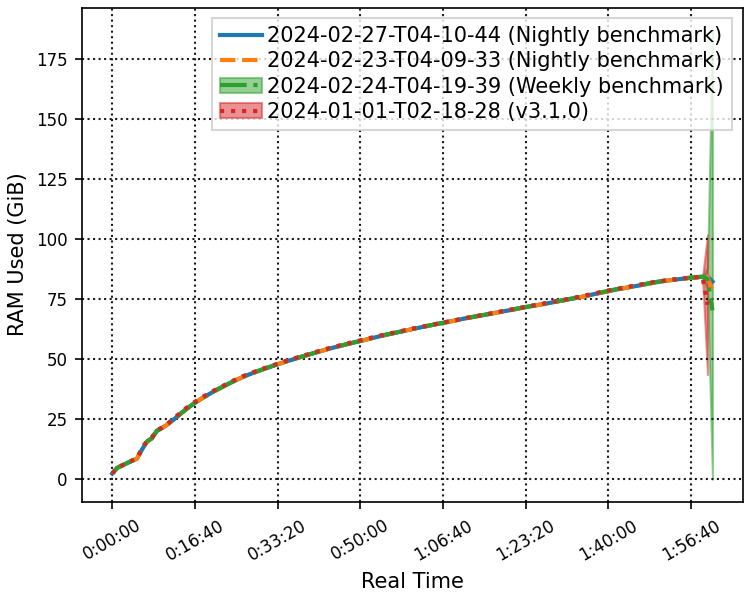 2024-02-27-T04-10-44 (Nightly benchmark)
2024-02-23-T04-09-33 (Nightly benchmark)
2024-02-24-T04-19-39 (Weekly benchmark)
2024-01-01-T02-18-28 (v3.1.0)
175
150
125
100
75
50
25
0
RAM Used (GiB)
0:00:00
0:16:40
0:33:20
0:50:00
1:06:40
1:23:20
1:40:00
1:56:40
Real Time